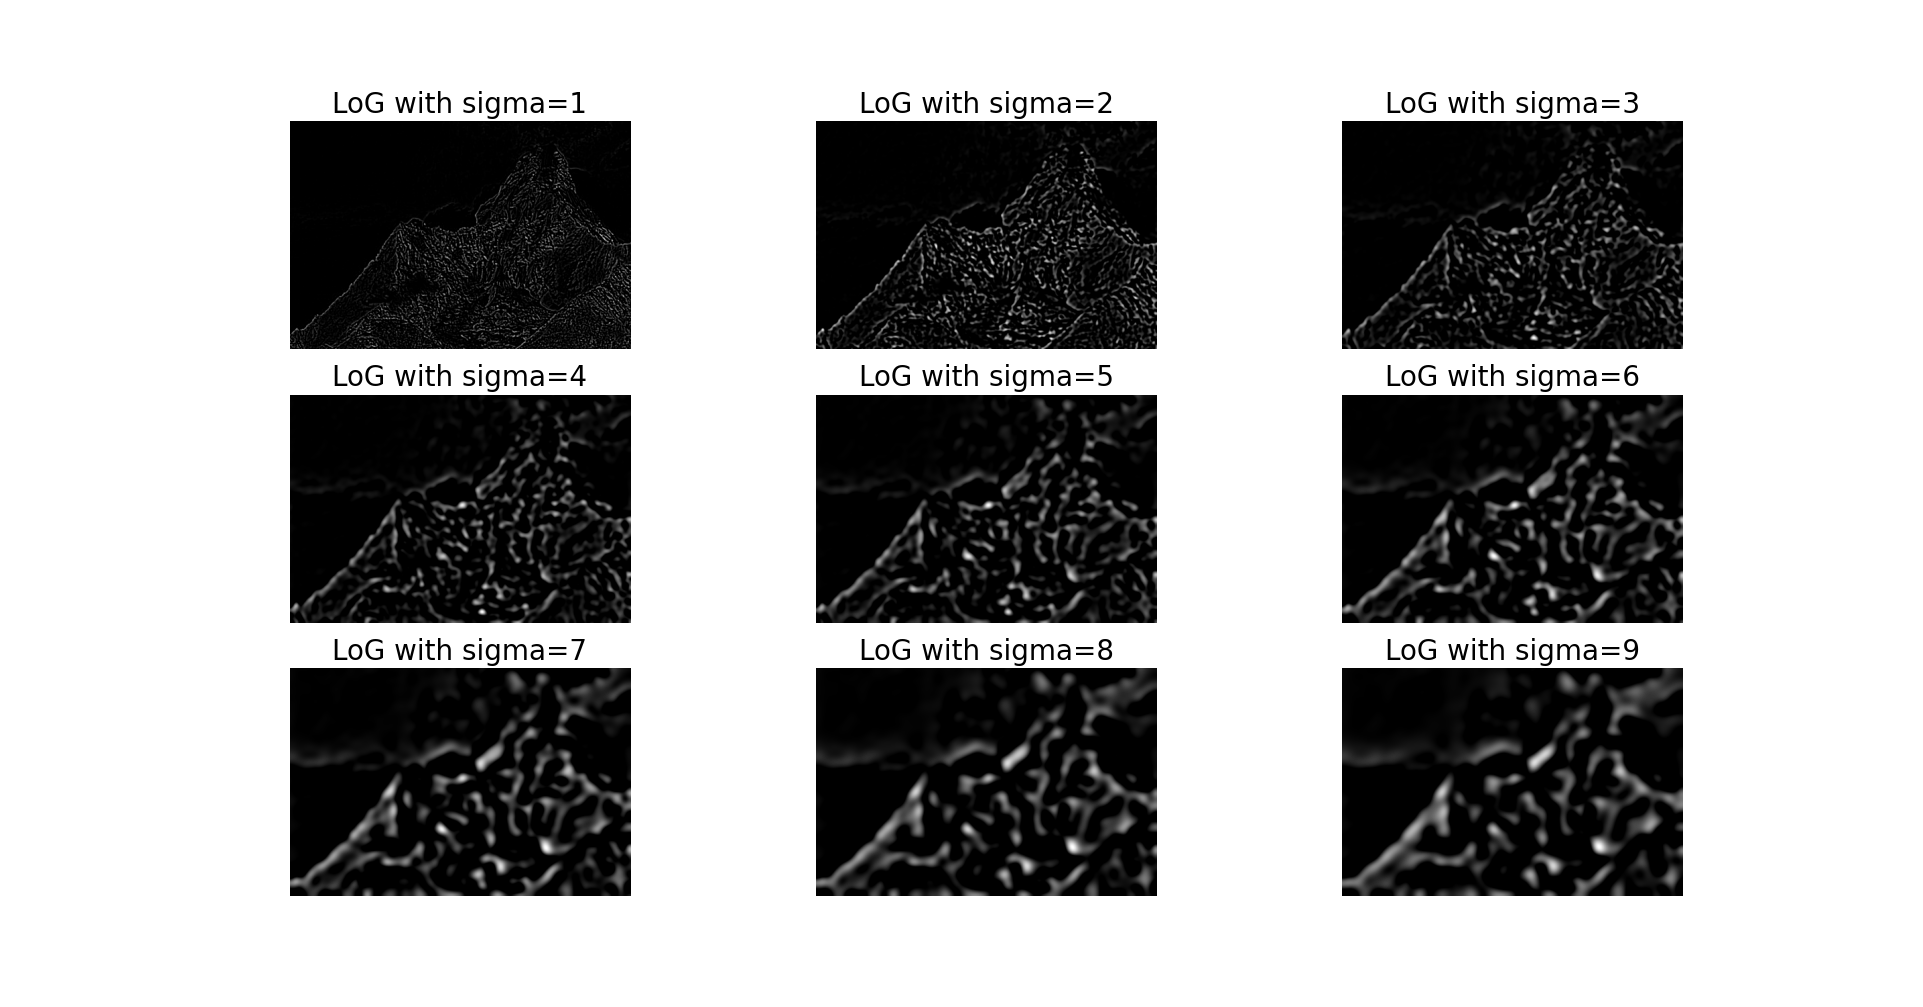 LoG with sigma=1
LoG with sigma=2
LoG with sigma=3
LoG with sigma=4
LoG with sigma=5
LoG with sigma=6
LoG with sigma=7
LoG with sigma=8
LoG with sigma=9